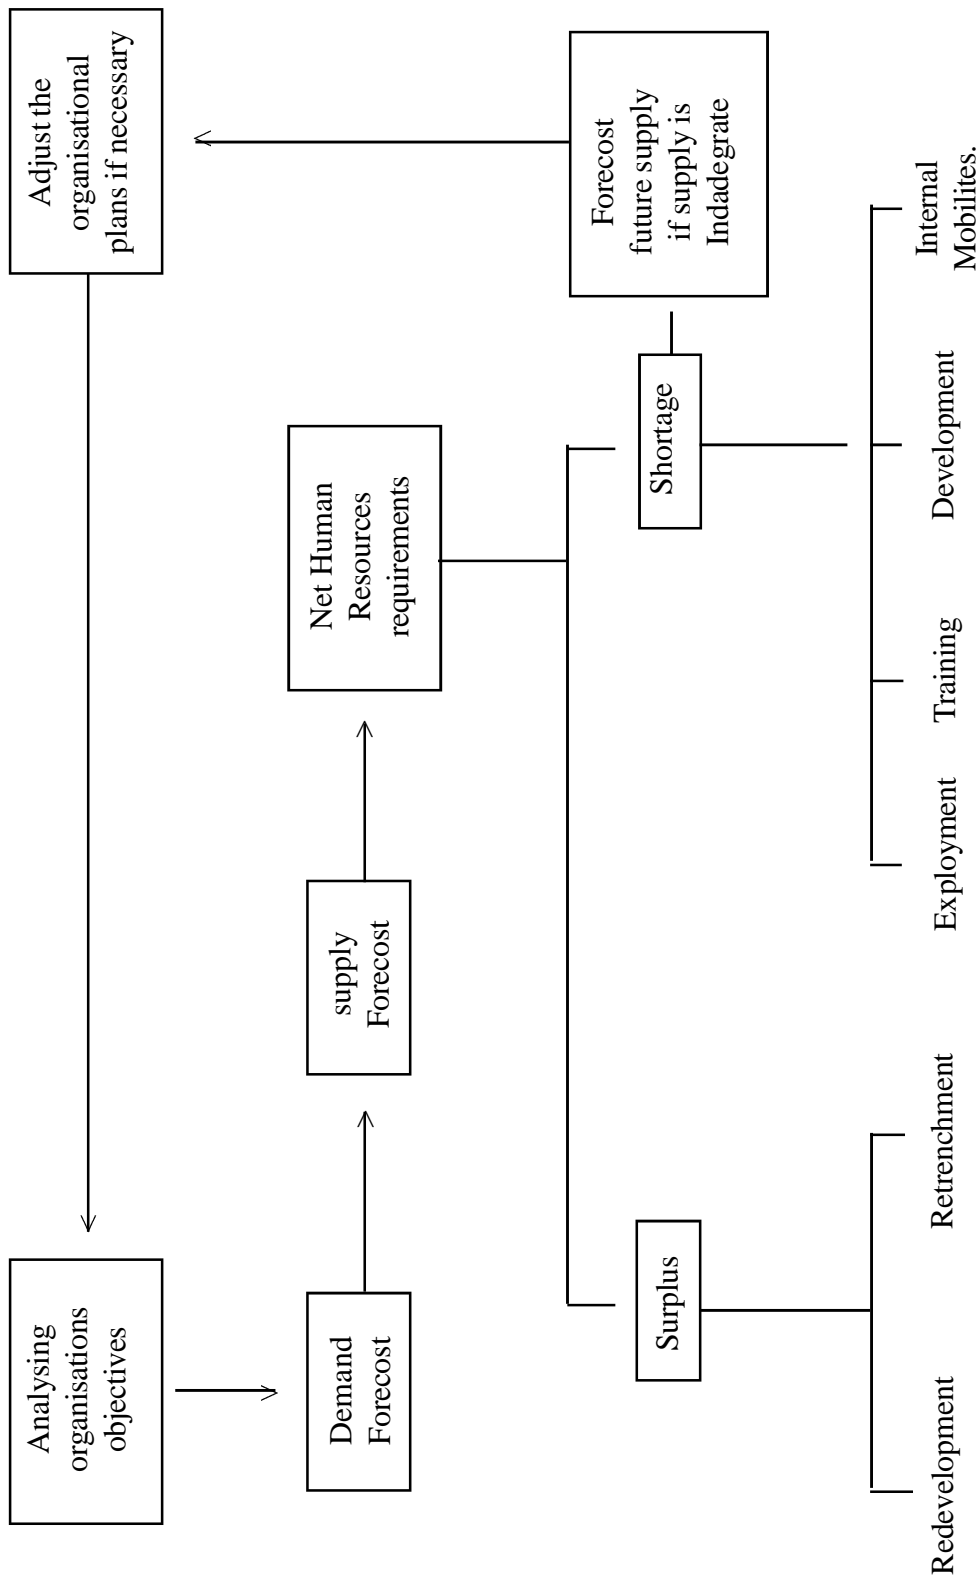 Analysing
organisations
objectives
Adjust the
organisational
plans if necessary
Demand
Forecost
supply
Forecost
Net Human
Resources
requirements
Surplus
Shortage
Forecost
future supply
if supply is
Indadegrate
Redevelopment
Retrenchment
Exployment
Training
Development
Internal
Mobilites.